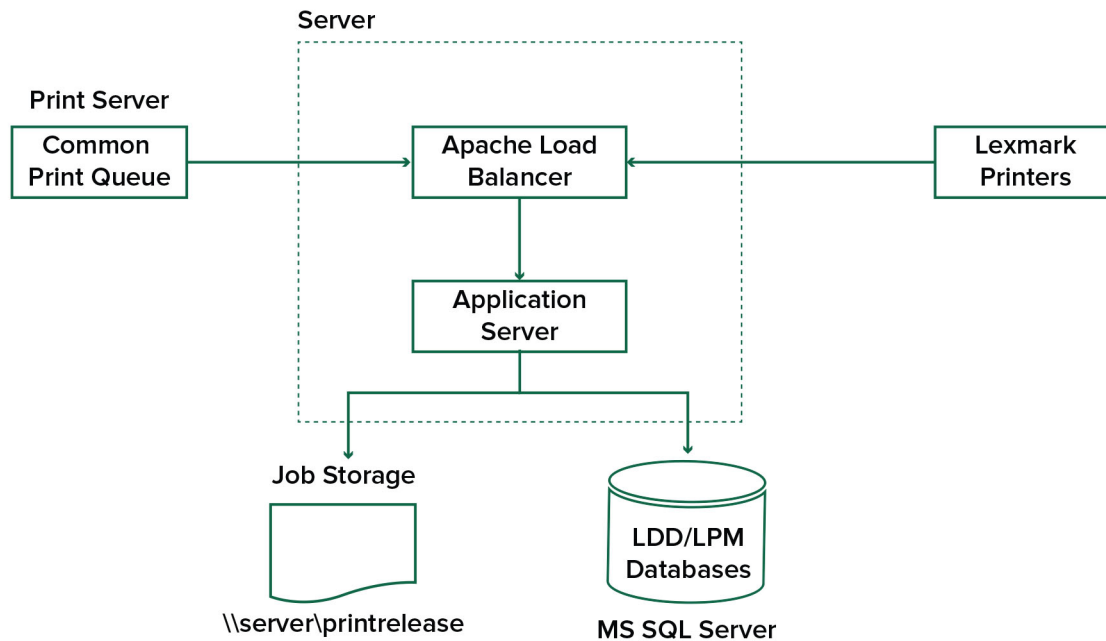 Server
Print Server
Common
Print Queue
Apache Load
Balancer
Lexmark
Printers
Application
Server
Job Storage
\\server\printrelease
LDD/LPM
Databases
MS SQL Server